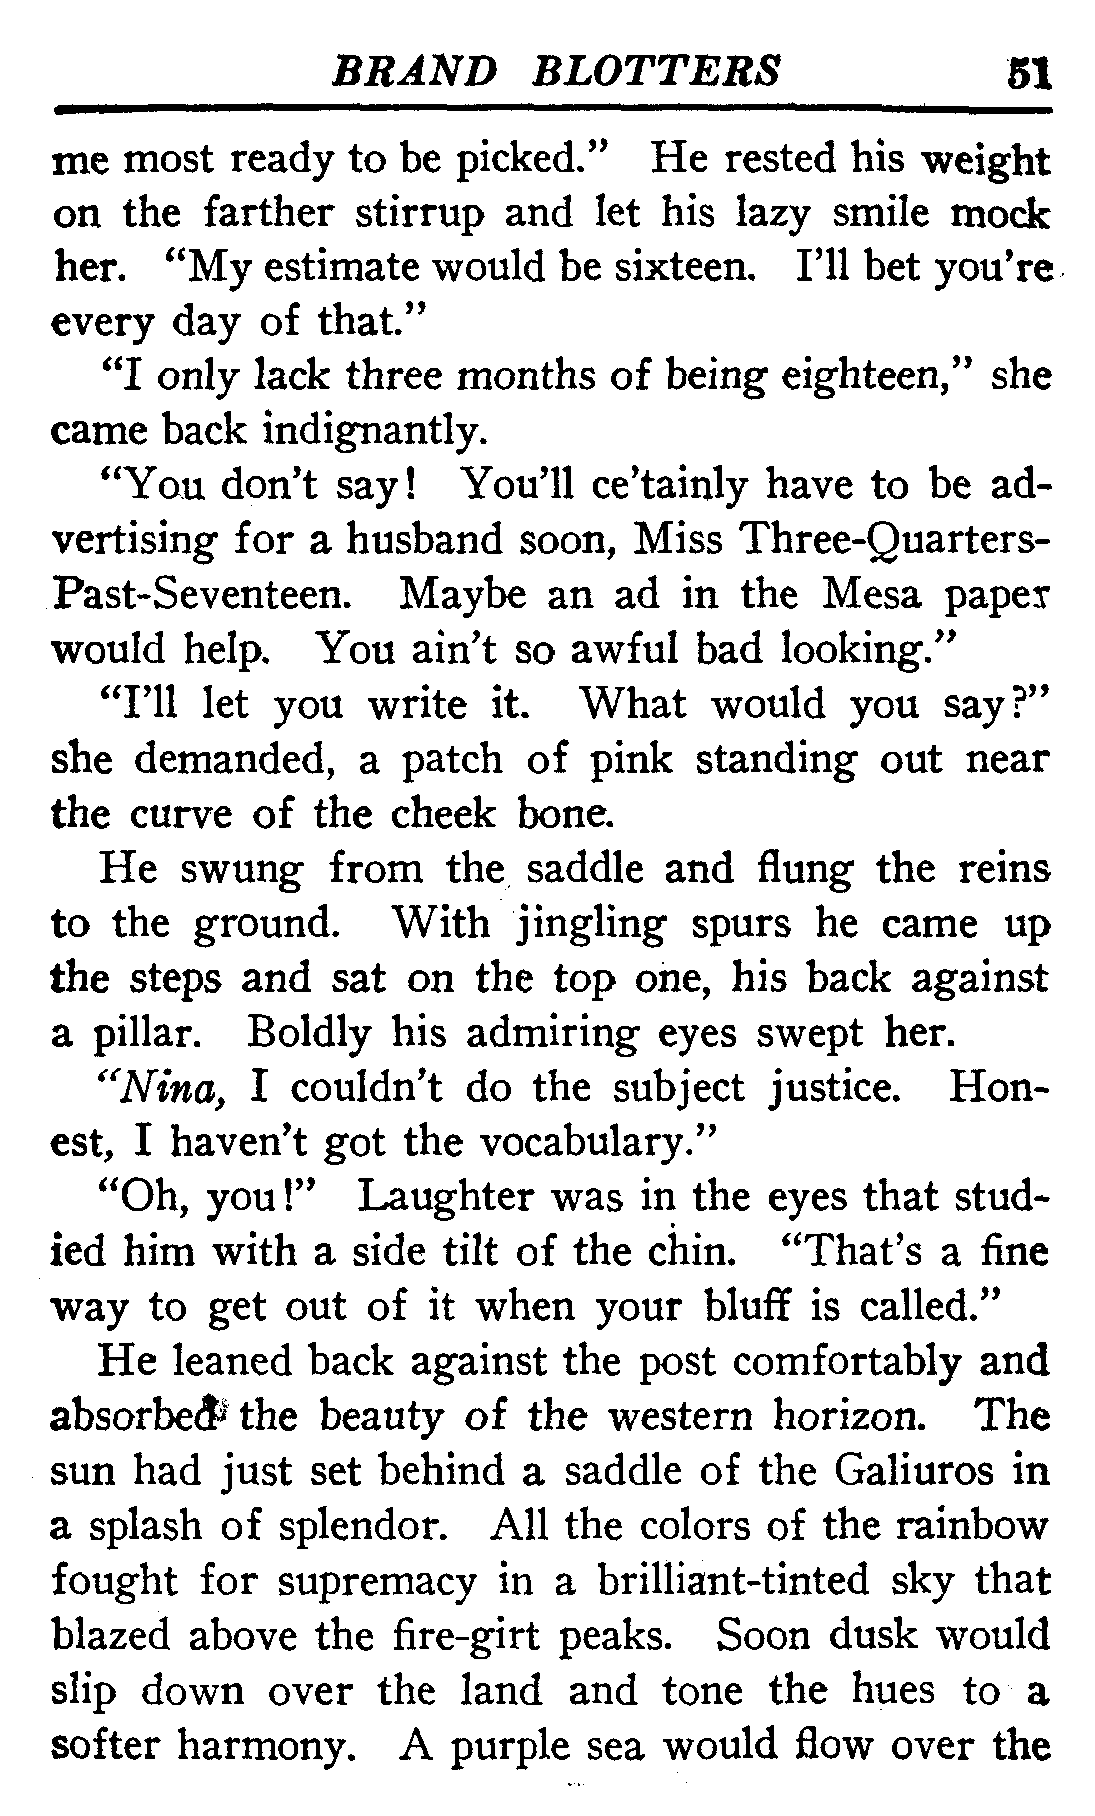 BRAND BLOTTERS 51
me most ready to be picked.” He rested his weight
on the farther stirrup and let his lazy smile mock
her. “My estimate would be sixteen. I’ll bet you’re
every day of that.”
“I only lack three months of being eighteen,” she
came back indignantly.
“You don’t say! You’ll ce’tainly have to be ad-
vertising for a husband soon, Miss Three-Quarters-
Past-Seventeen. Maybe an ad in the Mesa paper
would help. You ain’t so awful bad looking.”
“I’ll let you write it. What would you say?”
she demanded, a patch of pink standing out near
the curve of the cheek bone.
He swung from the saddle and flung the reins
to the ground. With jingling spurs he came up
the steps and sat on the top one, his back against
a pillar. Boldly his admiring eyes swept her.
“Nina, I couldn’t do the subject justice. Hon-
est, I haven’t got the vocabulary.”
“Oh, you!” Laughter was in the eyes that stud-
ied him with a side tilt of the chin. “That’s a fine
way to get out of it when your bluff is called.”
He leaned back against the post comfortably and
absorbed the beauty of the western horizon. The
sun had just set behind a saddle of the Galiuros in
a splash of splendor. All the colors of the rainbow
fought for supremacy in a brilliant-tinted sky that
blazed above the fire-girt peaks. Soon dusk would
slip down over the land and tone the hues to a
softer harmony. A purple sea would flow over the